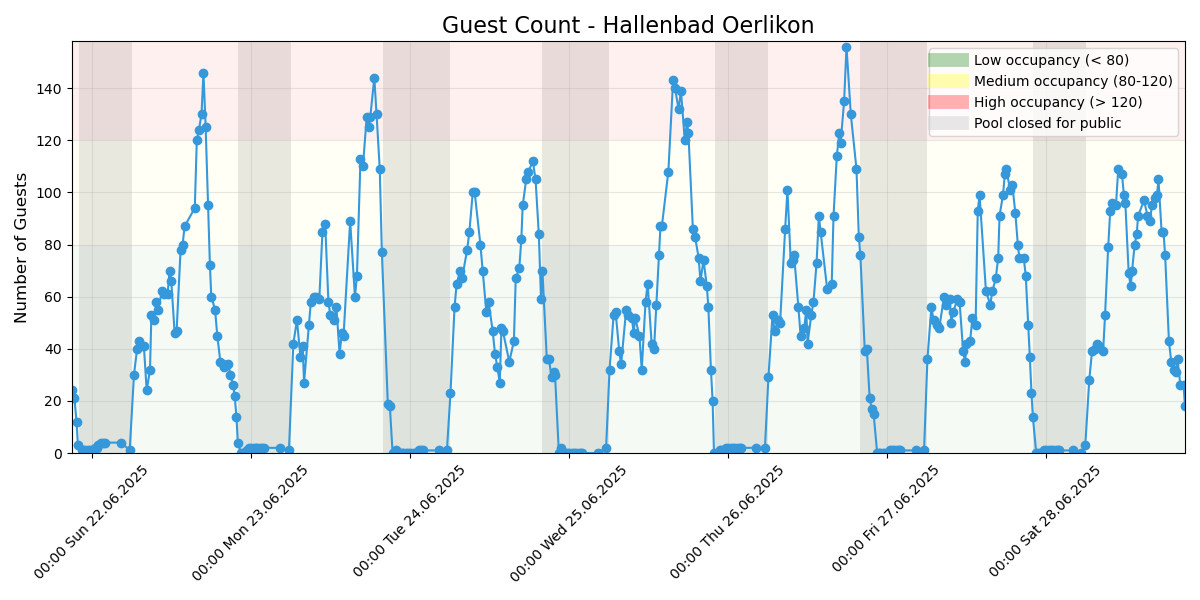 Guest Count - Hallenbad Oerlikon
Number of Guests
140
120
100
80
60
40
20
0
Low occupancy (< 80)
Medium occupancy (80-120)
High occupancy (> 120)
Pool closed for public
00:00 Sun 22.06.2025
00:00 Mon 23.06.2025
00:00 Tue 24.06.2025
00:00 Wed 25.06.2025
00:00 Thu 26.06.2025
00:00 Fri 27.06.2025
00:00 Sat 28.06.2025